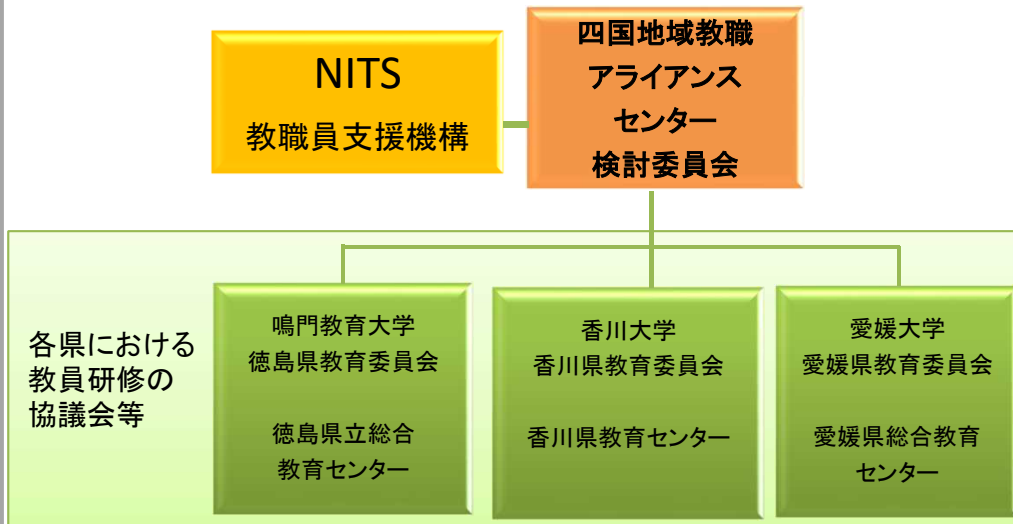 NITS
教職員支援機構
四国地域教職
アライアンス
センター
検討委員会
各県における
教員研修の
協議会等
鳴門教育大学
徳島県教育委員会
徳島県立総合
教育センター
香川大学
香川県教育委員会
香川県教育センター
愛媛大学
愛媛県教育委員会
愛媛県総合教育
センター